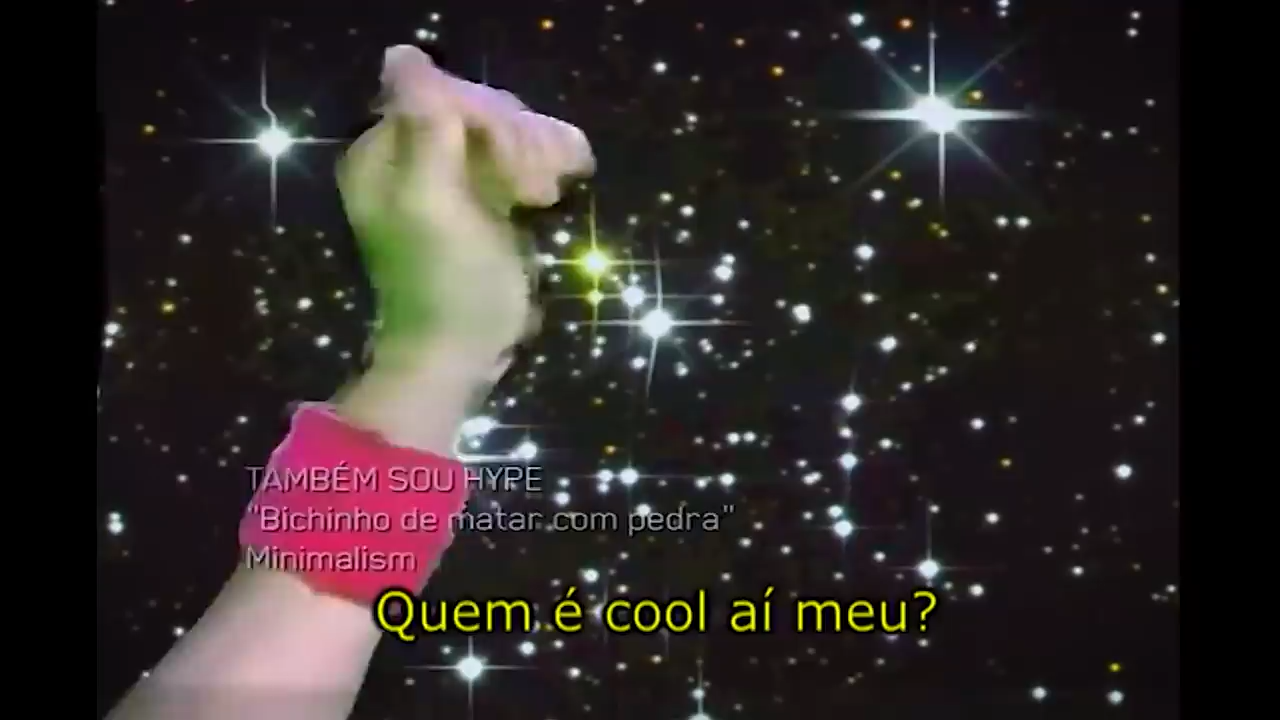 TAMBÉM SOU HYPE
"Bichinho de matar com pedra"
Minimalism
Quem é cool aí meu?